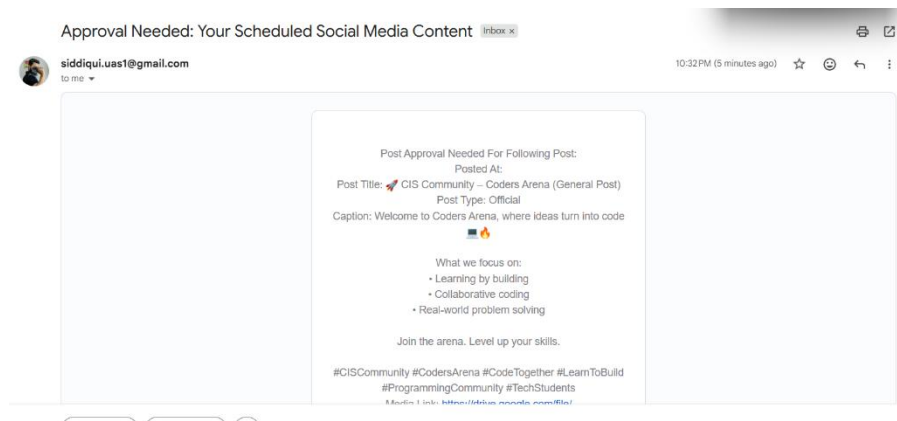 Approval Needed: Your Scheduled Social Media Content Inbox ×
siddiqui.uas1@gmail.com
10:32 PM (5 minutes ago)
to me
Post Approval Needed For Following Post:
Posted At:
Post Title: 🚀 CIS Community – Coders Arena (General Post)
Post Type: Official
Caption: Welcome to Coders Arena, where ideas turn into code
💻🔥
What we focus on:
• Learning by building
• Collaborative coding
• Real-world problem solving
Join the arena. Level up your skills.
#CISCommunity #CodersArena #CodeTogether #LearnToBuild
#ProgrammingCommunity #TechStudents
Media Link: https://drive.google.com/file/